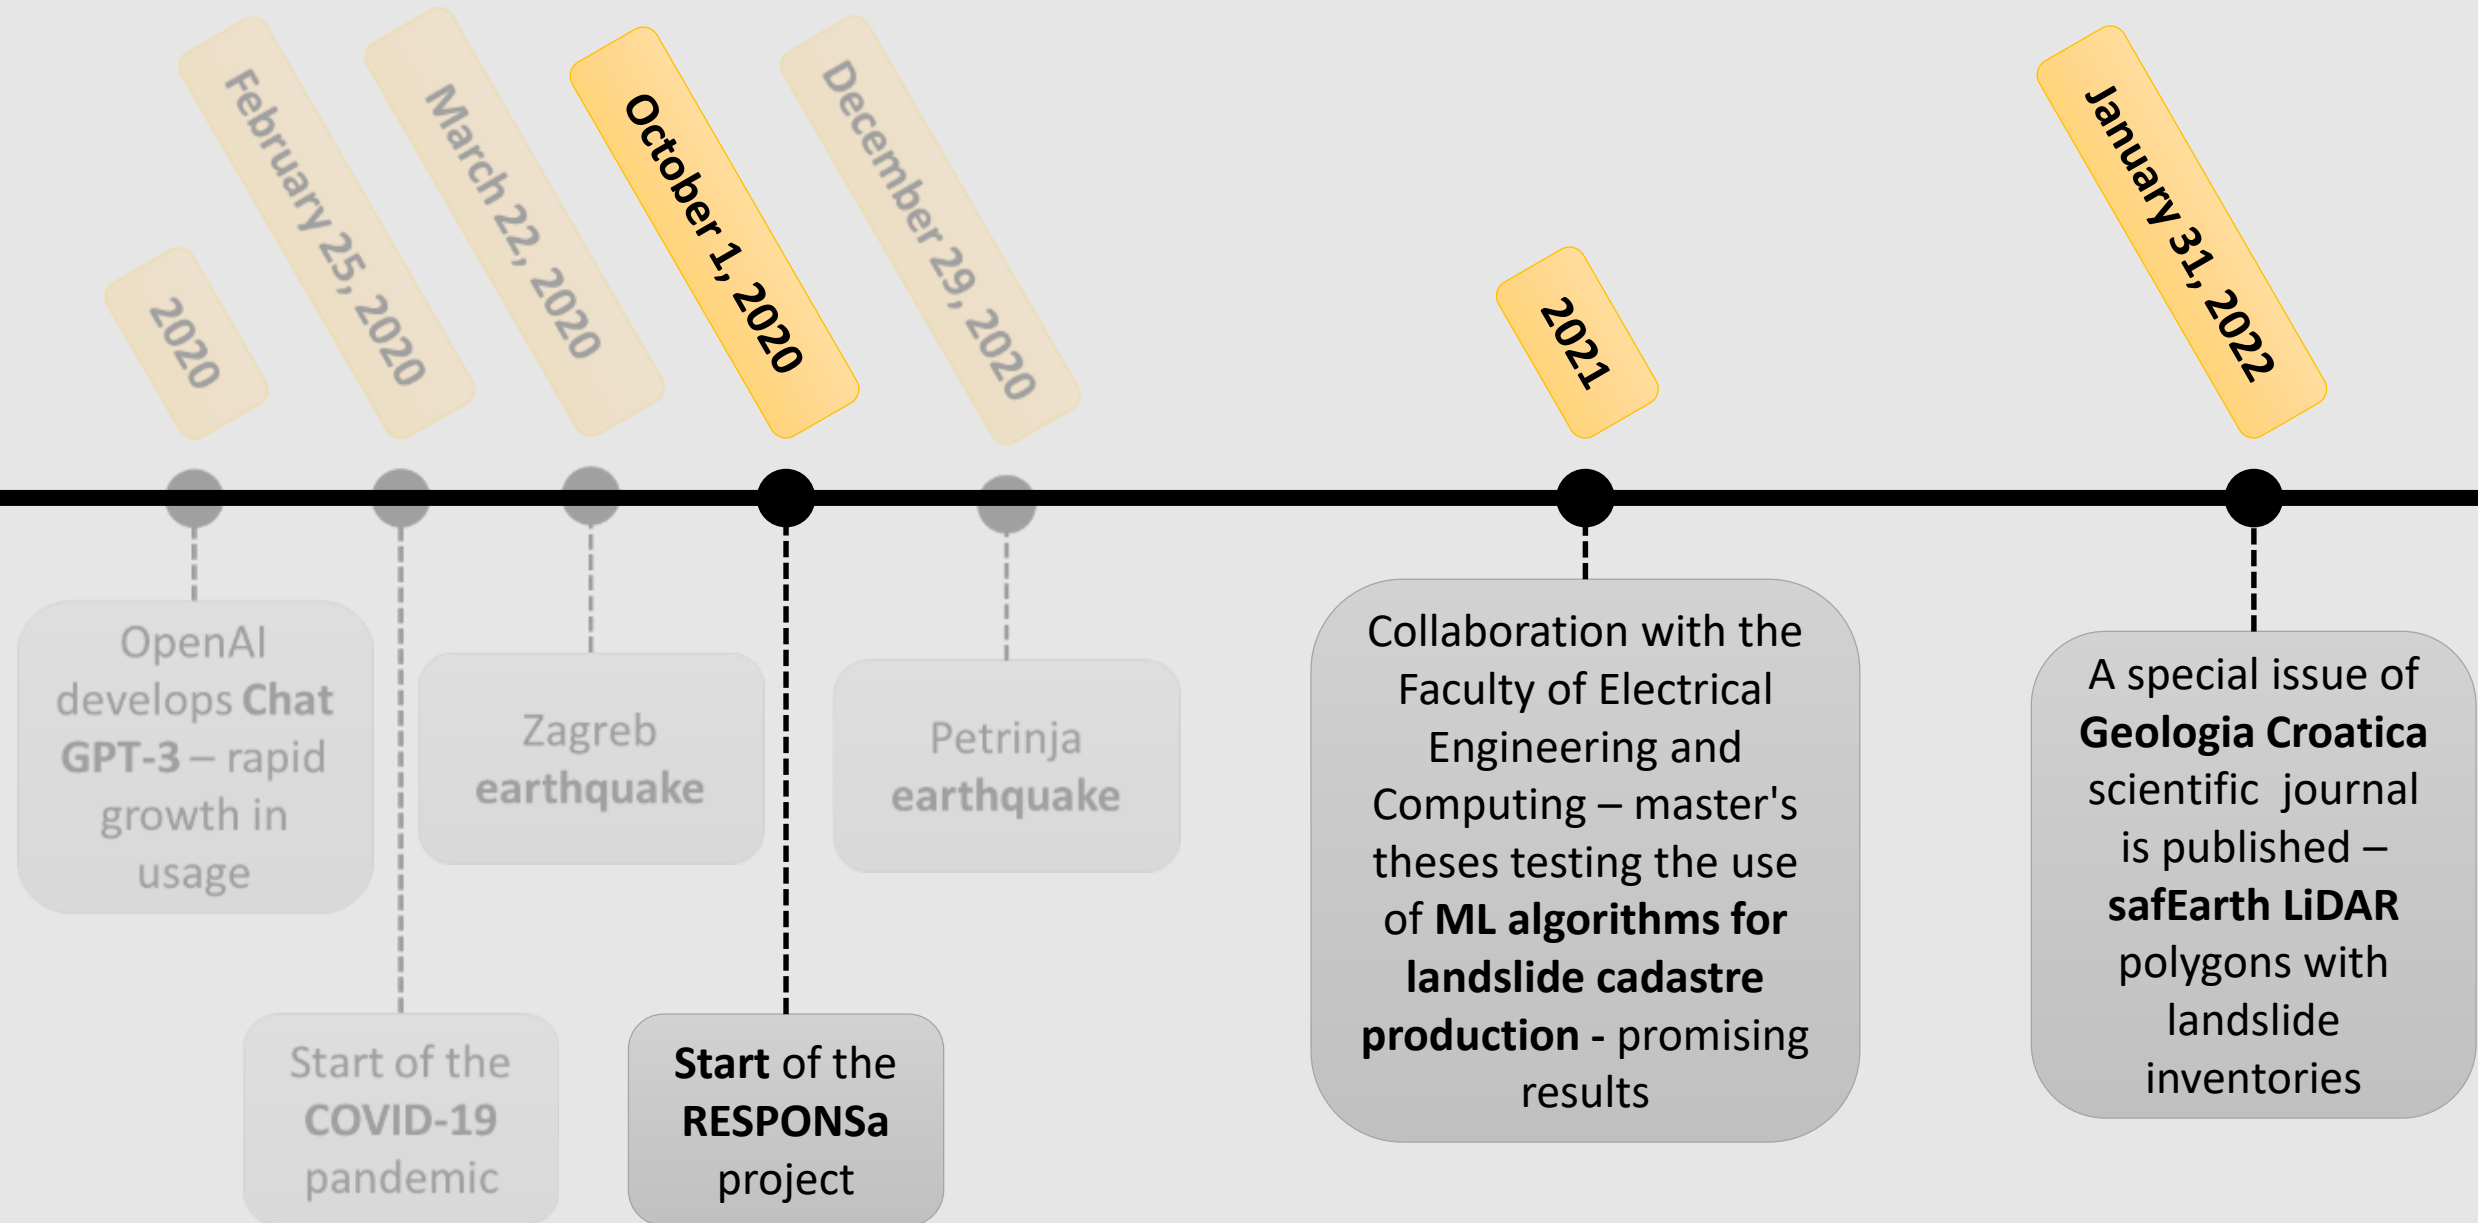 2020
February 25, 2020
March 22, 2020
October 1, 2020
December 29, 2020
2021
January 31, 2022
OpenAI
develops Chat
GPT-3 – rapid
growth in
usage
Start of the
COVID-19
pandemic
Zagreb
earthquake
Start of the
RESPONSa
project
Petrinja
earthquake
Collaboration with the
Faculty of Electrical
Engineering and
Computing – master's
theses testing the use
of ML algorithms for
landslide cadastre
production - promising
results
A special issue of
Geologia Croatica
scientific  journal
is published –
safEarth LiDAR
polygons with
landslide
inventories